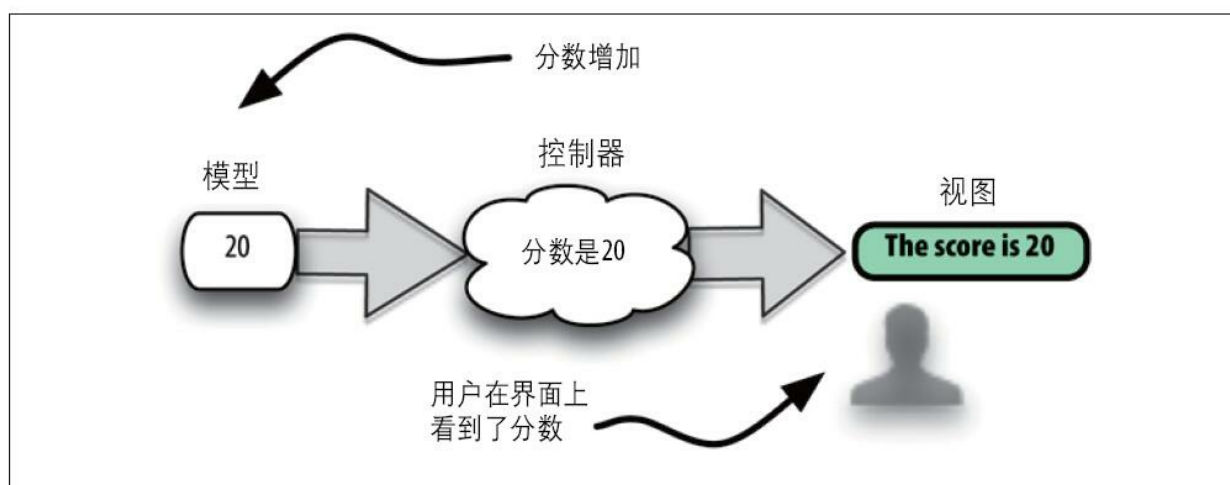 分数增加
模型
控制器
视图
20
分数是20
The score is 20
用户在界面上
看到了分数